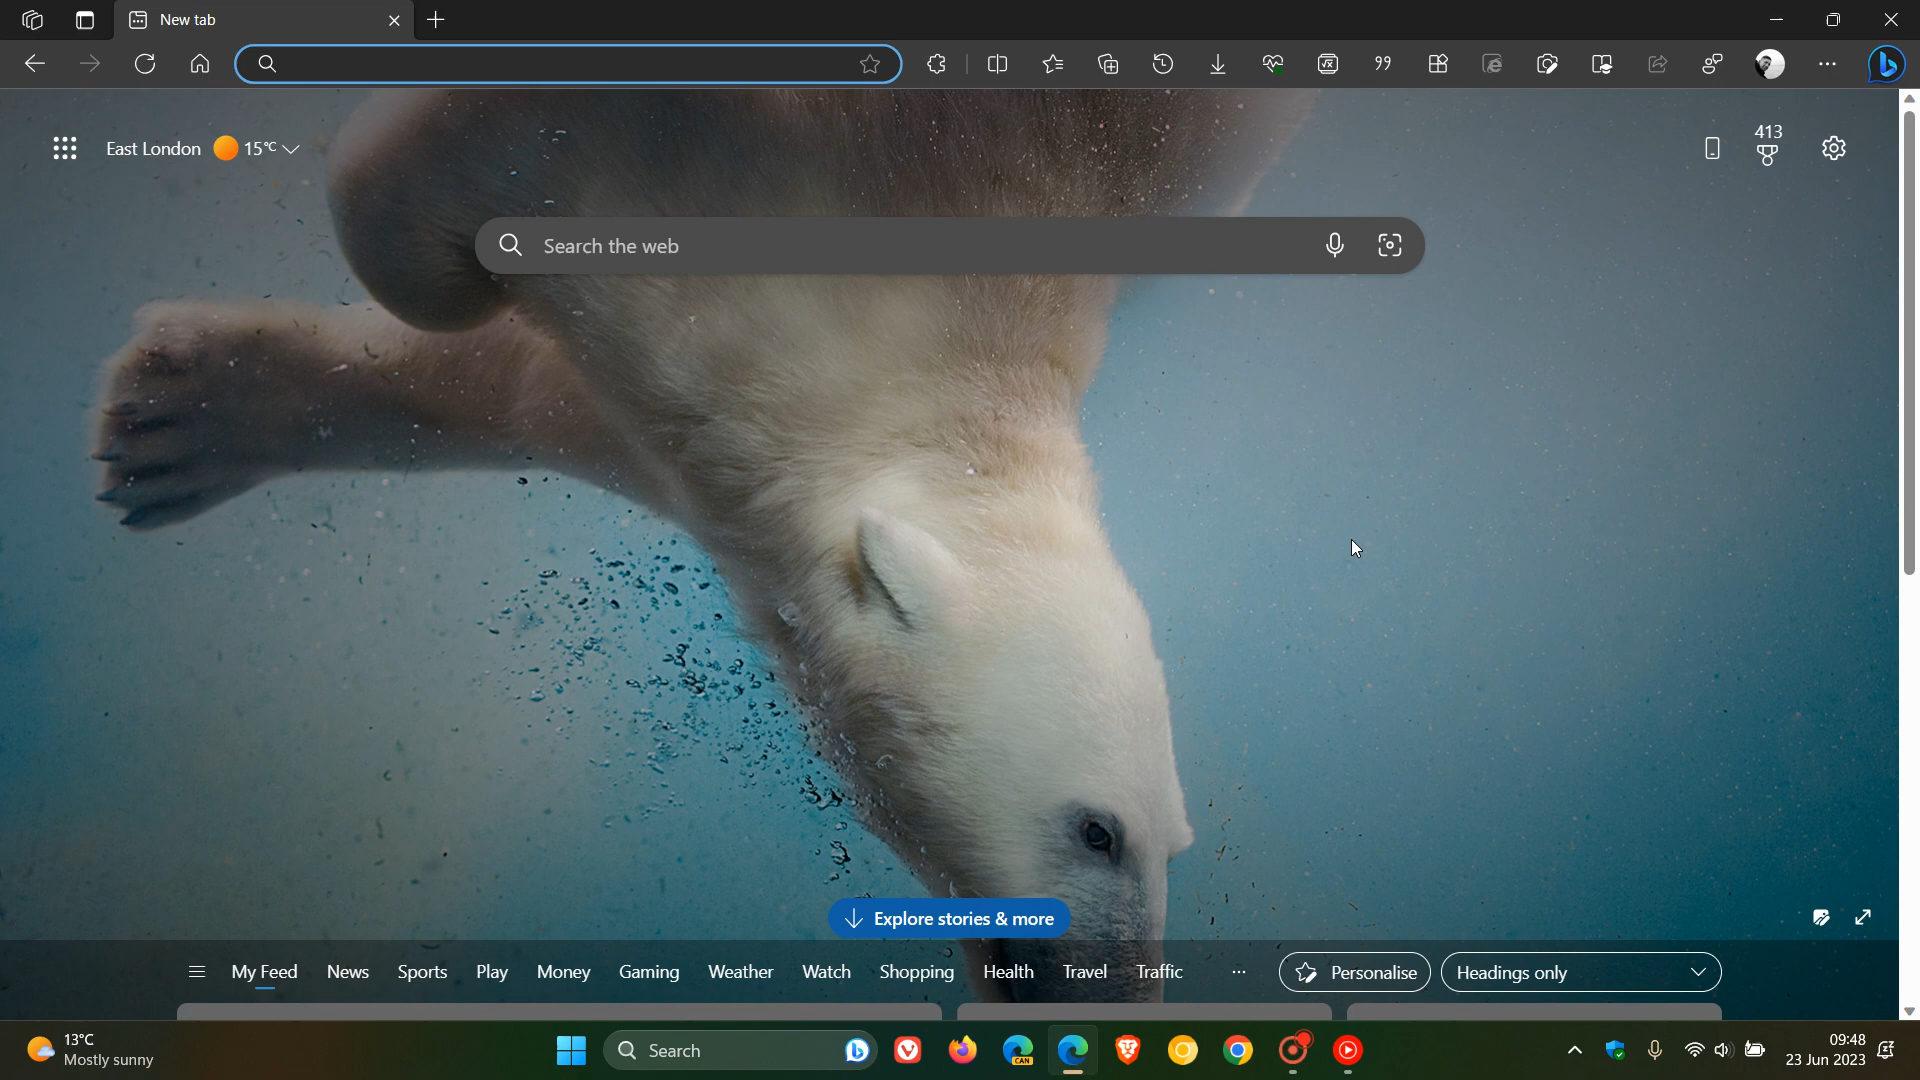 New tab
East London 15°C
413
Search the web
Explore stories & more
My Feed News Sports Play Money Gaming Weather Watch Shopping Health Travel Traffic ... Personalise Headings only
13°C
Mostly sunny
Search
CAN
09:48
23 Jun 2023